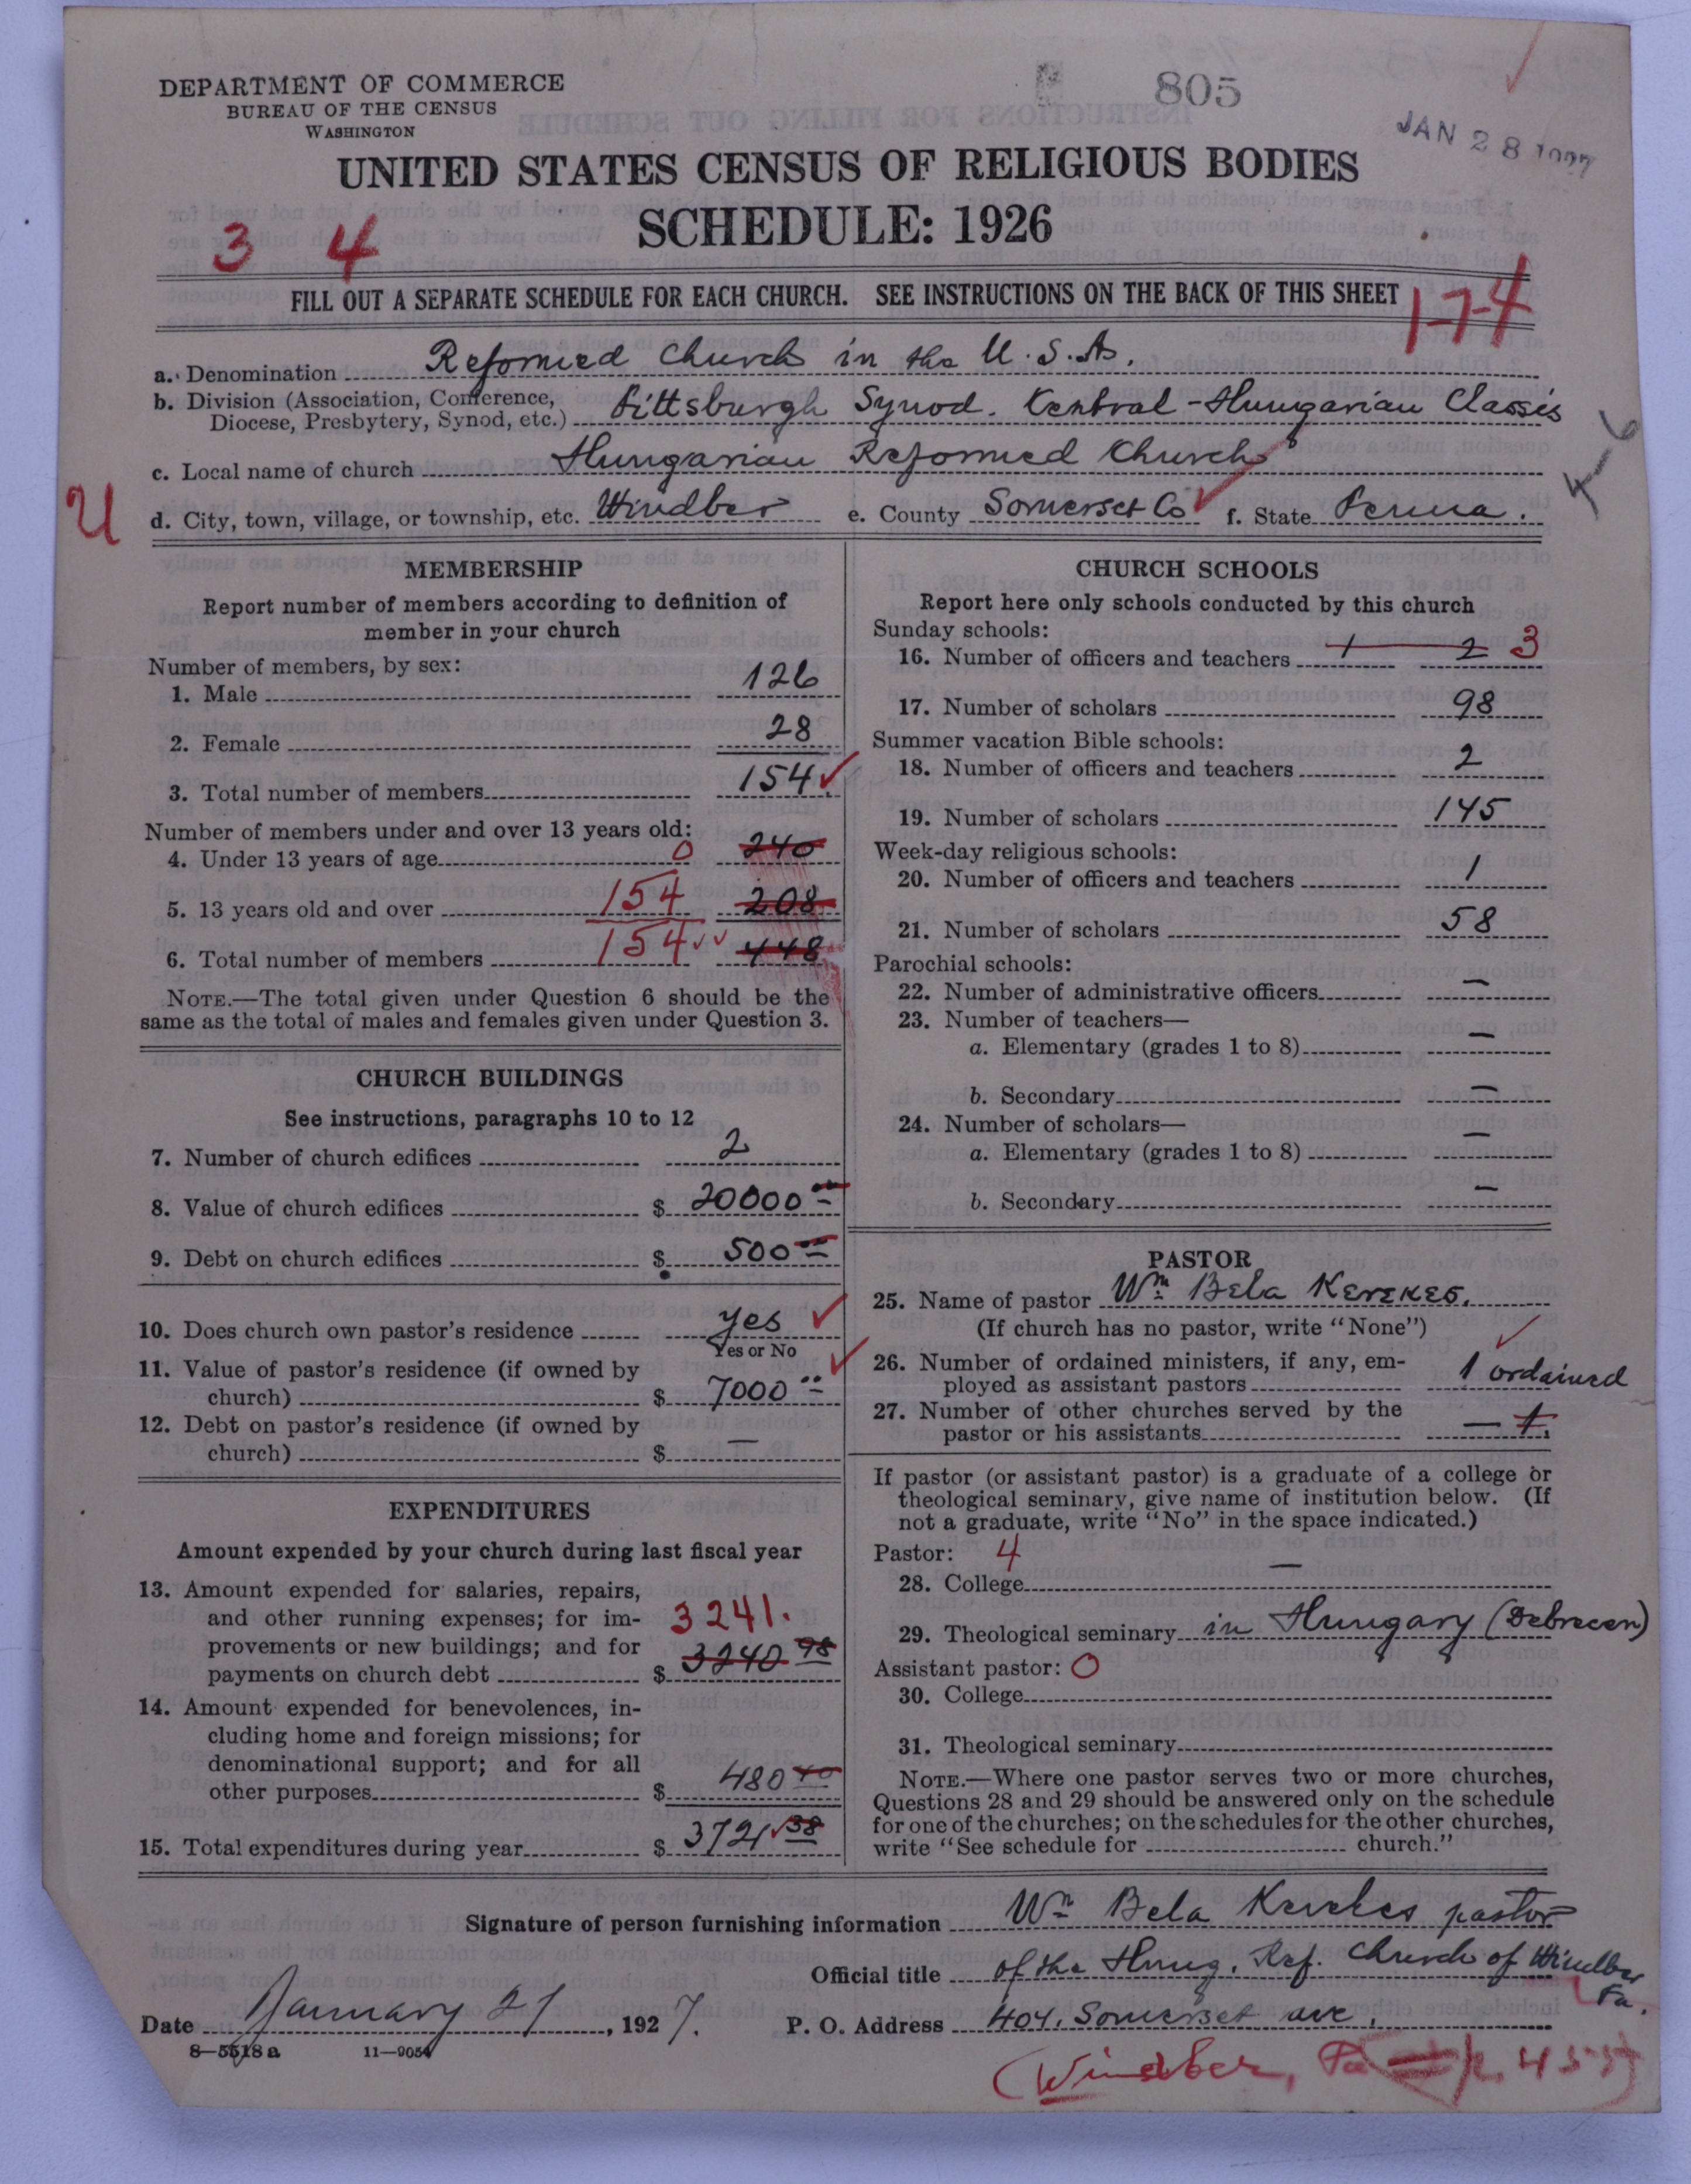 DEPARTMENT OF COMMERCE
BUREAU OF THE CENSUS
WASHINGTON
805
JAN 28 1927
UNITED STATES CENSUS OF RELIGIOUS BODIES
SCHEDULE: 1926
3 4
FILL OUT A SEPARATE SCHEDULE FOR EACH CHURCH. SEE INSTRUCTIONS ON THE BACK OF THIS SHEET
1-7-4
a. Denomination Reformed Church in the U.S.A.
b. Division (Association, Conference, Diocese, Presbytery, Synod, etc.) Pittsburgh Synod. Kentral-Hungarian Classis
c. Local name of church Hungarian Reformed Church
U
d. City, town, village, or township, etc. Windber e. County Somerset Co f. State Penna.
MEMBERSHIP
Report number of members according to definition of
member in your church
Number of members, by sex:
1. Male 126
2. Female 28
3. Total number of members 154
Number of members under and over 13 years old:
4. Under 13 years of age 0 240
5. 13 years old and over 154 208
6. Total number of members 154 448
NOTE.—The total given under Question 6 should be the
same as the total of males and females given under Question 3.
CHURCH BUILDINGS
See instructions, paragraphs 10 to 12
7. Number of church edifices 2
8. Value of church edifices $ 20000 00
9. Debt on church edifices $ 500 00
10. Does church own pastor's residence yes
Yes or No
11. Value of pastor's residence (if owned by
church) $ 7000 00
12. Debt on pastor's residence (if owned by
church) $ —
EXPENDITURES
Amount expended by your church during last fiscal year
13. Amount expended for salaries, repairs,
and other running expenses; for im- 3241.
provements or new buildings; and for
payments on church debt $ 3240 98
14. Amount expended for benevolences, in-
cluding home and foreign missions; for
denominational support; and for all
other purposes $ 480 40
15. Total expenditures during year $ 3721 38
CHURCH SCHOOLS
Report here only schools conducted by this church
Sunday schools:
16. Number of officers and teachers 1 2 3
17. Number of scholars 98
Summer vacation Bible schools:
18. Number of officers and teachers 2
19. Number of scholars 145
Week-day religious schools:
20. Number of officers and teachers 1
21. Number of scholars 58
Parochial schools:
22. Number of administrative officers —
23. Number of teachers—
a. Elementary (grades 1 to 8) —
b. Secondary —
24. Number of scholars—
a. Elementary (grades 1 to 8) —
b. Secondary —
PASTOR
25. Name of pastor Wm. Bela Kerekes.
(If church has no pastor, write "None")
26. Number of ordained ministers, if any, em-
ployed as assistant pastors 1 ordained
27. Number of other churches served by the
pastor or his assistants — 1.
If pastor (or assistant pastor) is a graduate of a college or
theological seminary, give name of institution below. (If
not a graduate, write "No" in the space indicated.)
Pastor: 4
28. College —
29. Theological seminary in Hungary (Debrecen)
Assistant pastor: 0
30. College
31. Theological seminary
NOTE.—Where one pastor serves two or more churches,
Questions 28 and 29 should be answered only on the schedule
for one of the churches; on the schedules for the other churches,
write "See schedule for church."
Signature of person furnishing information Wm Bela Kerekes pastor
Official title of the Hung. Ref. Church of Windber Pa.
Date January 21, 1927. P. O. Address 404. Somerset ave,
8—5518 a 11—9054
(Windber, Pa